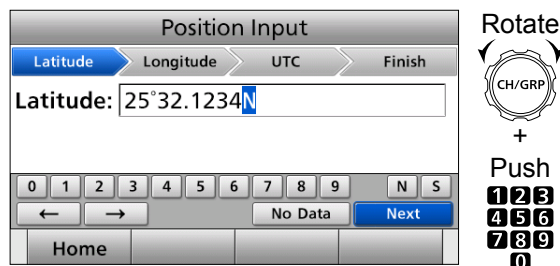 Position Input
Latitude Longitude UTC Finish
Latitude: 25°32.1234N
0 1 2 3 4 5 6 7 8 9 N S
← → No Data Next
Home
Rotate
CH/GRP
+
Push
1 2 3
4 5 6
7 8 9
0